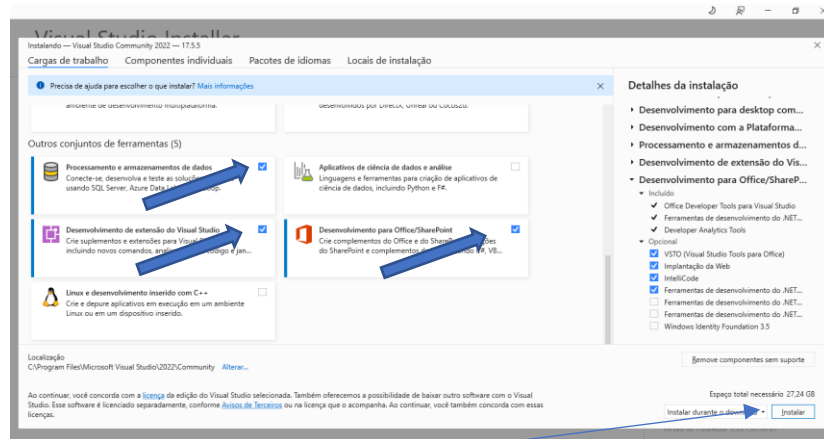 Visual Studio Installer
Instalando — Visual Studio Community 2022 — 17.5.5
Cargas de trabalho Componentes individuais Pacotes de idiomas Locais de instalação
Precisa de ajuda para escolher o que instalar? Mais informações
ambiente de desenvolvimento multiplataforma.
desenvolvidos por DirectX, Unreal ou Cocos2d.
Outros conjuntos de ferramentas (5)
Processamento e armazenamentos de dados
Conecte-se, desenvolva e teste as soluções
usando SQL Server, Azure Data
Aplicativos de ciência de dados e análise
Linguagens e ferramentas para criação de aplicativos de
ciência de dados, incluindo Python e F#.
Desenvolvimento de extensão do Visual Studio
Crie suplementos e extensões para Visual
incluindo novos comandos, código e jan...
Desenvolvimento para Office/SharePoint
Crie complementos do Office e do
do SharePoint e complementos VB...
Linux e desenvolvimento inserido com C++
Crie e depure aplicativos em execução em um ambiente
Linux ou em um dispositivo inserido.
Localização
C:\Program Files\Microsoft Visual Studio\2022\Community Alterar...
Ao continuar, você concorda com a licença da edição do Visual Studio selecionada. Também oferecemos a possibilidade de baixar outro software com o Visual
Studio. Esse software é licenciado separadamente, conforme Avisos de Terceiros ou na licença que o acompanha. Ao continuar, você também concorda com essas
licenças.
Detalhes da instalação
Desenvolvimento para desktop com...
Desenvolvimento com a Plataforma...
Processamento e armazenamentos d...
Desenvolvimento de extensão do Vis...
Desenvolvimento para Office/ShareP...
Incluído
Office Developer Tools para Visual Studio
Ferramentas de desenvolvimento do .NET...
Developer Analytics Tools
Opcional
VSTO (Visual Studio Tools para Office)
Implantação da Web
IntelliCode
Ferramentas de desenvolvimento do .NET...
Ferramentas de desenvolvimento do .NET...
Ferramentas de desenvolvimento do .NET...
Windows Identity Foundation 3.5
Remove componentes sem suporte
Espaço total necessário 27,24 GB
Instalar durante o download Instalar